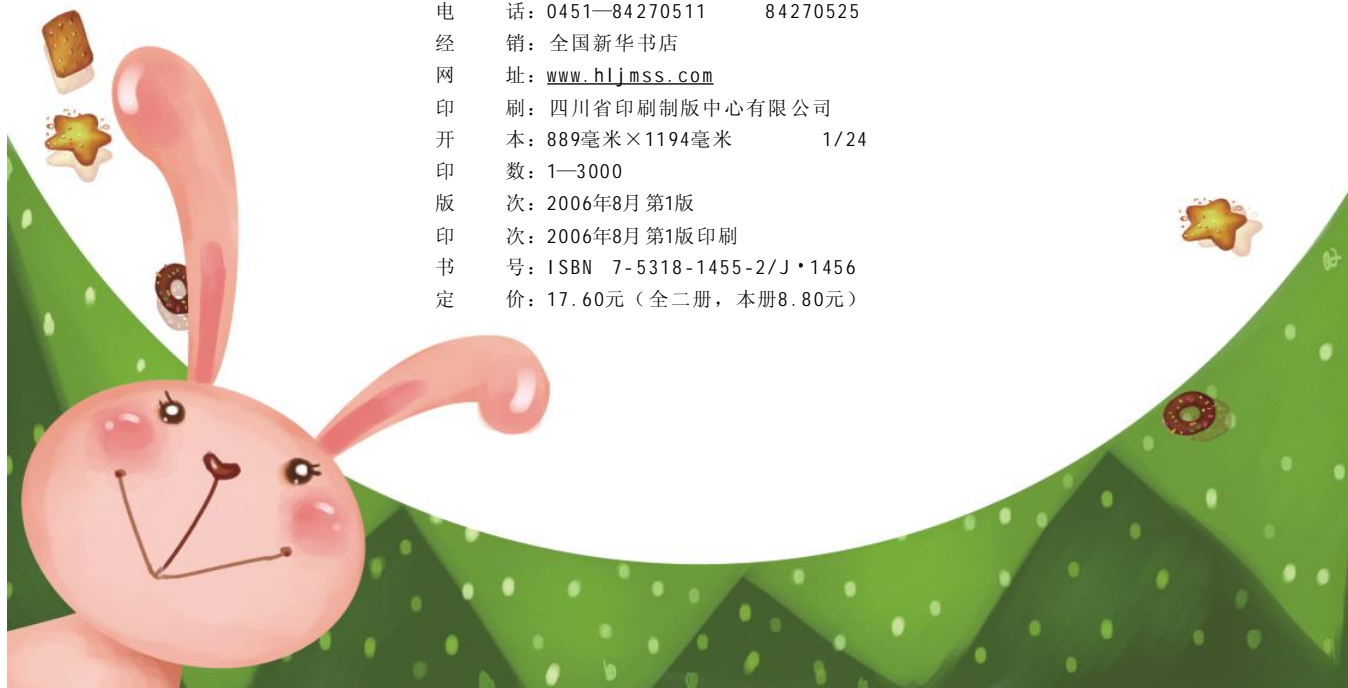 电　　话：0451—84270511　　84270525
经　　销：全国新华书店
网　　址：www.hljmss.com
印　　刷：四川省印刷制版中心有限公司
开　　本：889毫米×1194毫米　　1/24
印　　数：1—3000
版　　次：2006年8月第1版
印　　次：2006年8月第1版印刷
书　　号：ISBN 7-5318-1455-2/J·1456
定　　价：17.60元（全二册，本册8.80元）